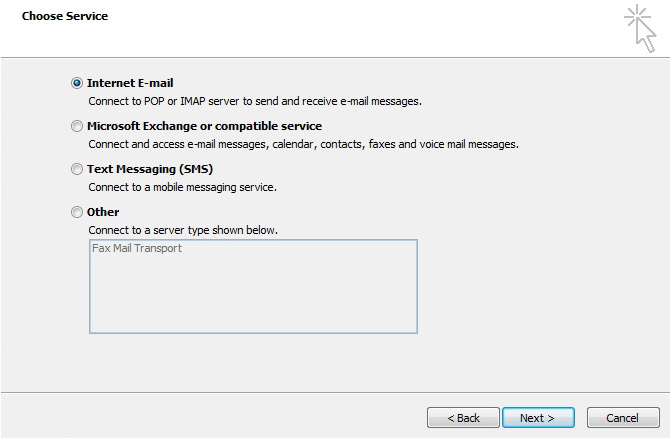 Choose Service
Internet E-mail
Connect to POP or IMAP server to send and receive e-mail messages.
Microsoft Exchange or compatible service
Connect and access e-mail messages, calendar, contacts, faxes and voice mail messages.
Text Messaging (SMS)
Connect to a mobile messaging service.
Other
Connect to a server type shown below.
Fax Mail Transport
< Back Next > Cancel